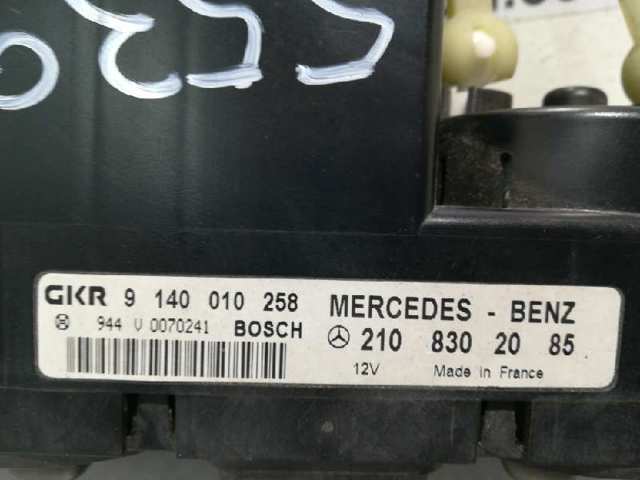 GKR 9 140 010 258
944 V 0070241 BOSCH
MERCEDES - BENZ
210 830 20 85
12V Made in France